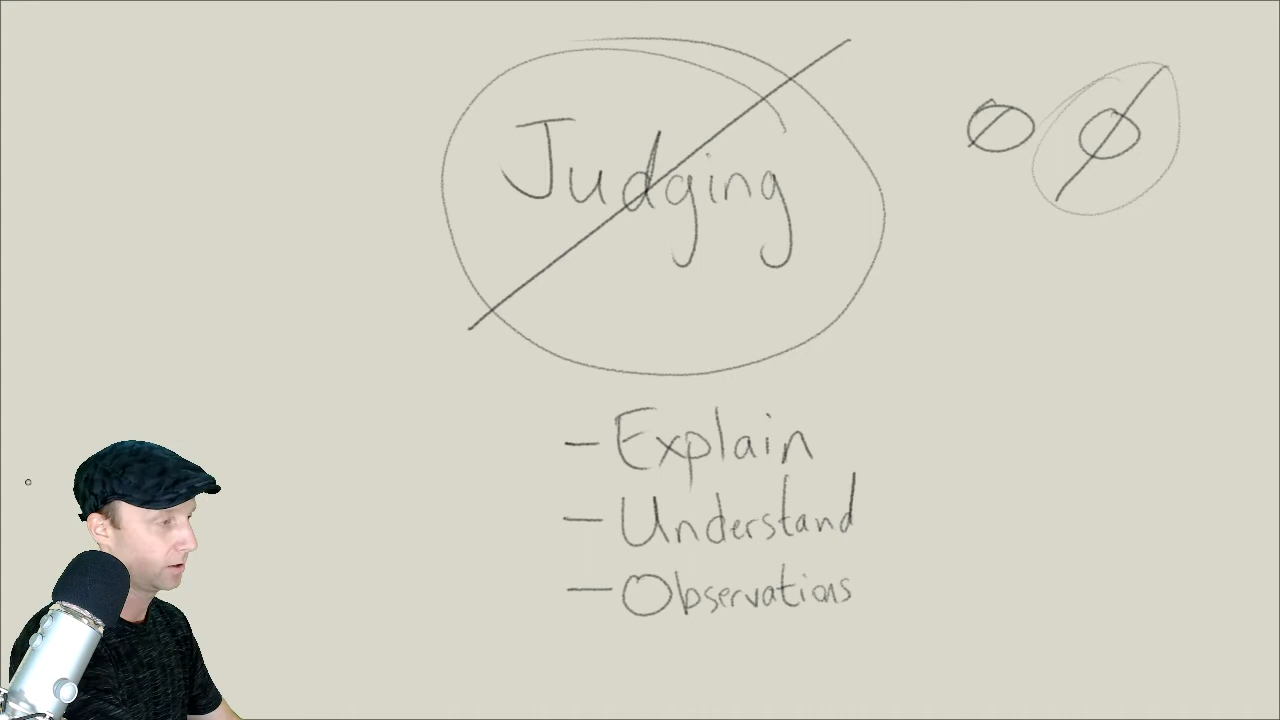 Judging
- Explain
- Understand
- Observations